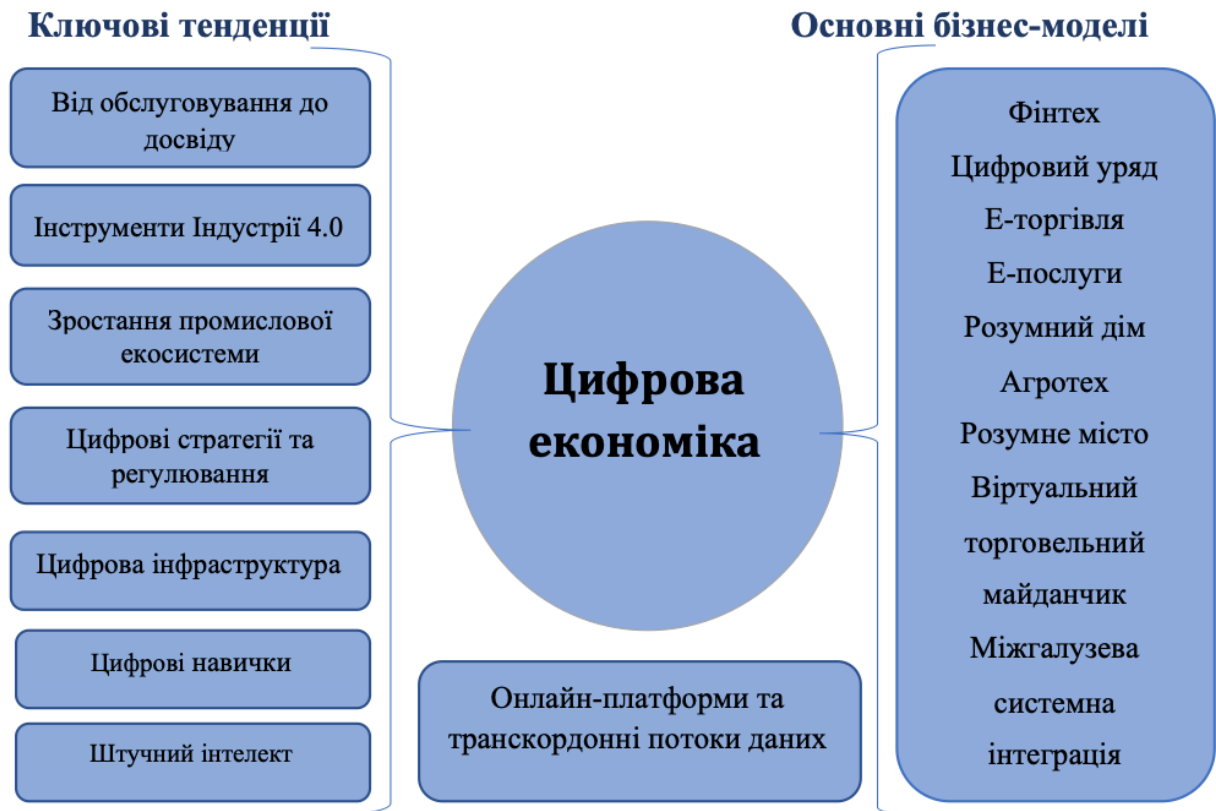 Ключові тенденції
Від обслуговування до
досвіду
Інструменти Індустрії 4.0
Зростання промислової
екосистеми
Цифрові стратегії та
регулювання
Цифрова інфраструктура
Цифрові навички
Штучний інтелект
Цифрова
економіка
Онлайн-платформи та
транскордонні потоки даних
Основні бізнес-моделі
Фінтех
Цифровий уряд
Е-торгівля
Е-послуги
Розумний дім
Агротех
Розумне місто
Віртуальний
торговельний
майданчик
Міжгалузева
системна
інтеграція